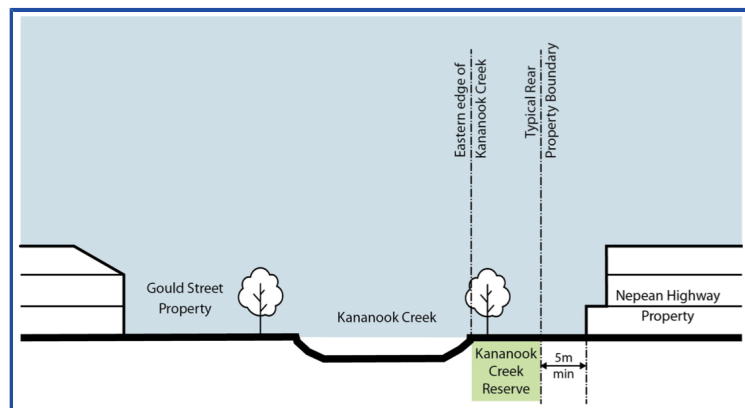 Eastern edge of
Kananook Creek
Typical Rear
Property Boundary
Gould Street
Property
Kananook Creek
Nepean Highway
Property
Kananook
Creek
Reserve
5m
min